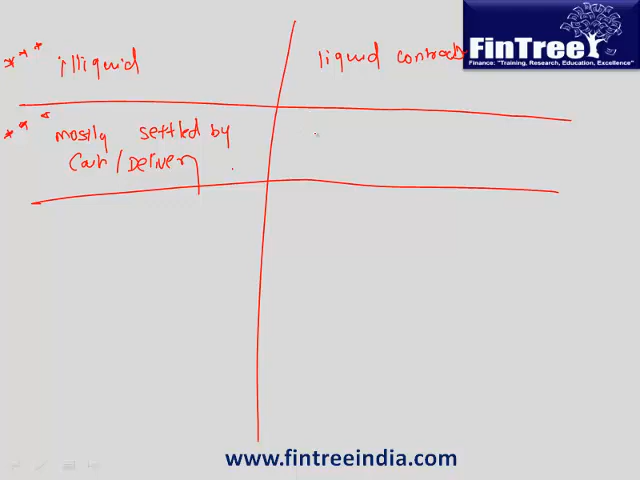 FinTree
Finance: "Training, Research, Education, Excellence"
*** illiquid
liquid contracts
*** mostly settled by
Cash / Delivery
www.fintreeindia.com